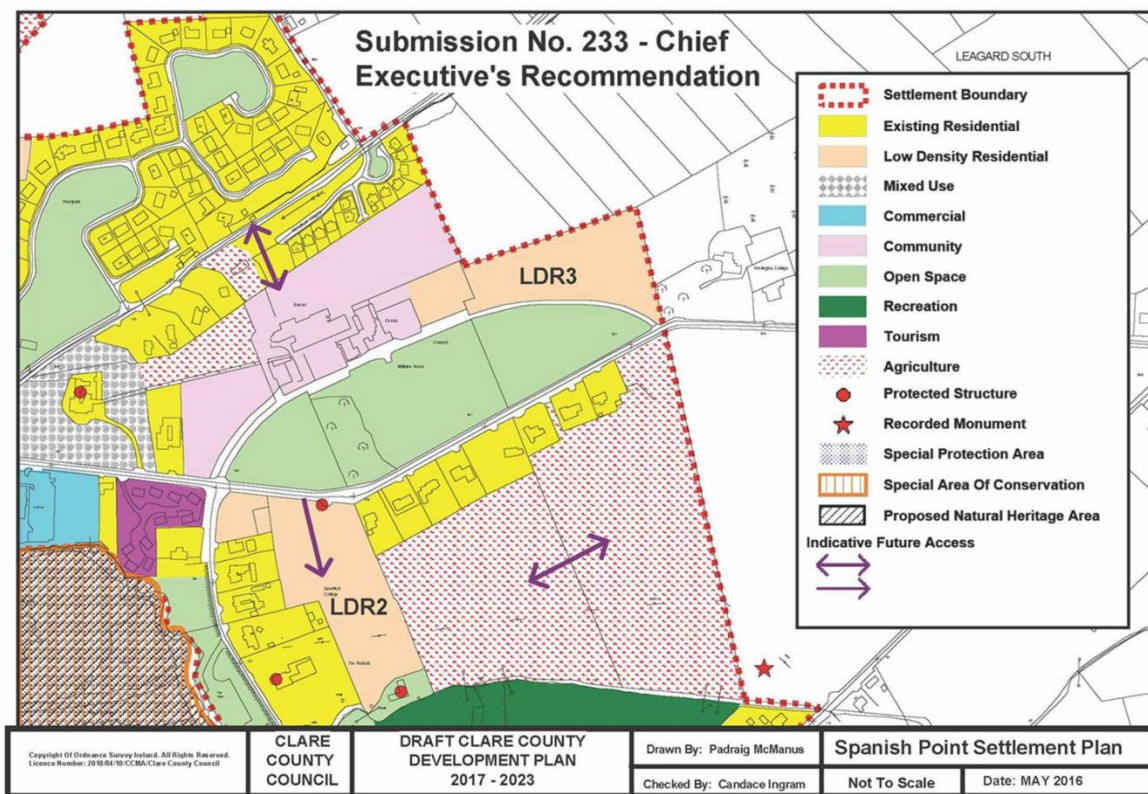 Submission No. 233 - Chief
Executive's Recommendation
LEAGARD SOUTH
Settlement Boundary
Existing Residential
Low Density Residential
Mixed Use
Commercial
Community
Open Space
Recreation
Tourism
Agriculture
Protected Structure
Recorded Monument
Special Protection Area
Special Area Of Conservation
Proposed Natural Heritage Area
Indicative Future Access
LDR3
LDR2
Copyright Of Ordnance Survey Ireland. All Rights Reserved.
Licence Number: 2010/04/10/CCMA/Clare County Council
CLARE
COUNTY
COUNCIL
DRAFT CLARE COUNTY
DEVELOPMENT PLAN
2017 - 2023
Drawn By: Padraig McManus
Checked By: Candace Ingram
Spanish Point Settlement Plan
Not To Scale
Date: MAY 2016